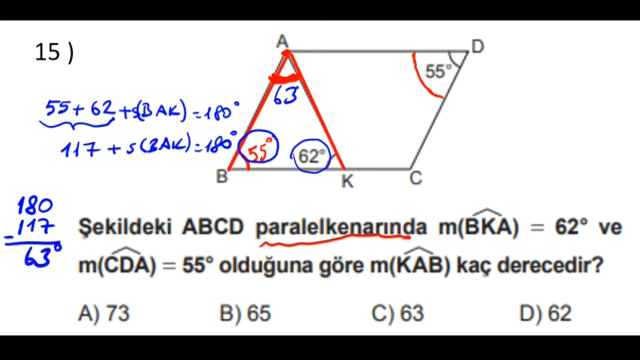 15 )
A
D
63
55°
55 + 62 + s(BAK) = 180°
117 + s(BAK) = 180°
55°
62°
B
K
C
180
- 117
63°
Şekildeki ABCD paralelkenarında m(BKA) = 62° ve
m(CDA) = 55° olduğuna göre m(KAB) kaç derecedir?
A) 73 B) 65 C) 63 D) 62